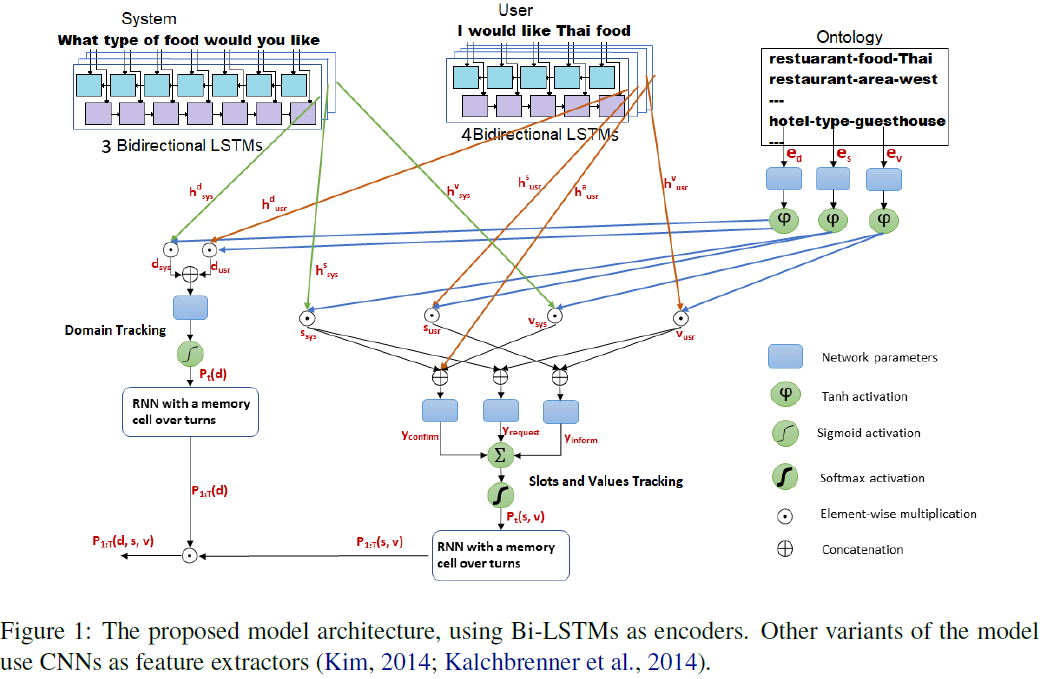 System
What type of food would you like
3 Bidirectional LSTMs
User
I would like Thai food
4Bidirectional LSTMs
Ontology
restuarant-food-Thai
restaurant-area-west
---
hotel-type-guesthouse
---
e_d
e_s
e_v
φ
φ
φ
h^d_sys
h^d_usr
h^v_sys
h^s_usr
h^a_usr
h^v_usr
d_sys
d_usr
h^s_sys
Domain Tracking
s_sys
s_usr
v_sys
v_usr
P_t(d)
RNN with a memory
cell over turns
y_confirm
y_request
y_inform
Σ
Slots and Values Tracking
P_t(s, v)
P_1:T(d)
P_1:T(d, s, v)
P_1:T(s, v)
RNN with a memory
cell over turns
Network parameters
φ
Tanh activation
Sigmoid activation
Softmax activation
Element-wise multiplication
Concatenation
Figure 1: The proposed model architecture, using Bi-LSTMs as encoders. Other variants of the model
use CNNs as feature extractors (Kim, 2014; Kalchbrenner et al., 2014).